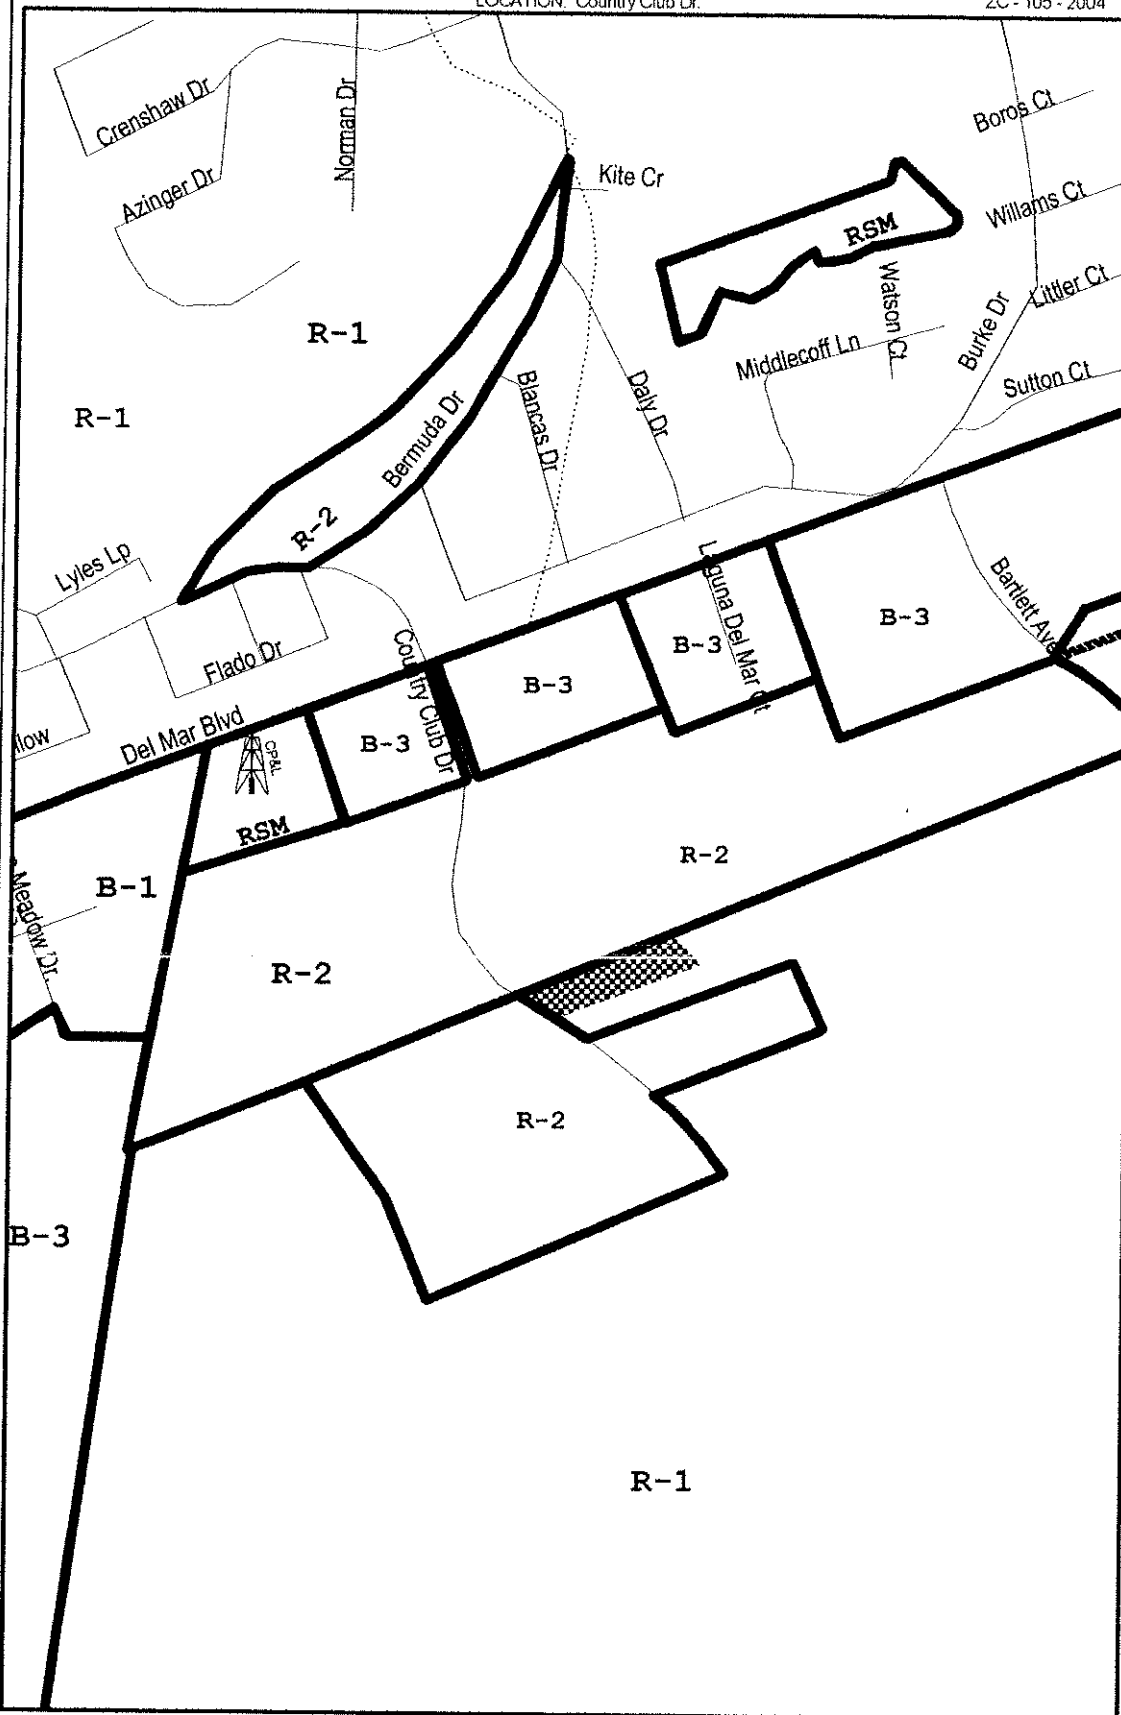 LOCATION: Country Club Dr.
ZC - 105 - 2004
Crenshaw Dr
Norman Dr
Boros Ct
Azinger Dr
Kite Cr
Willams Ct
RSM
Watson Ct
Littler Ct
R-1
Burke Dr
Middlecoff Ln
Sutton Ct
R-1
Bermuda Dr
Blancas Dr
Daly Dr
R-2
Lyles Lp
Laguna Del Mar Crt
Bartlett Ave
B-3
Flado Dr
Country Club Dr
B-3
B-3
Del Mar Blvd
B-3
CP&L
RSM
R-2
B-1
Meadow Dr.
R-2
R-2
B-3
R-1